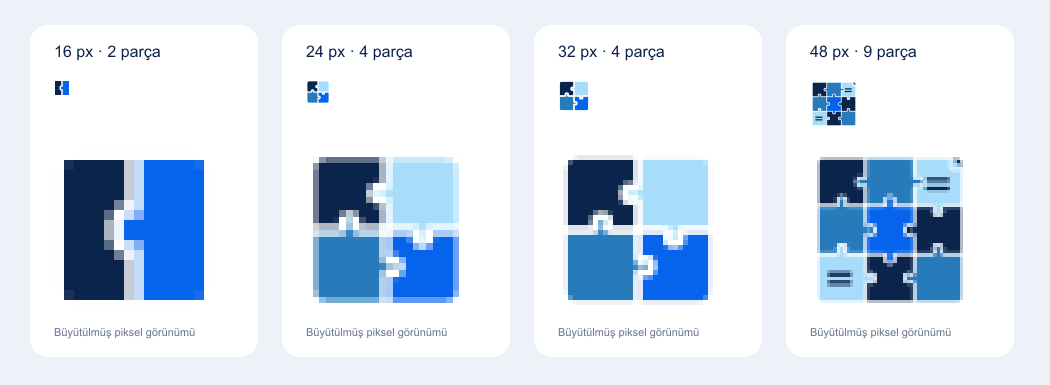 16 px · 2 parça
24 px · 4 parça
32 px · 4 parça
48 px · 9 parça
Büyütülmüş piksel görünümü
Büyütülmüş piksel görünümü
Büyütülmüş piksel görünümü
Büyütülmüş piksel görünümü